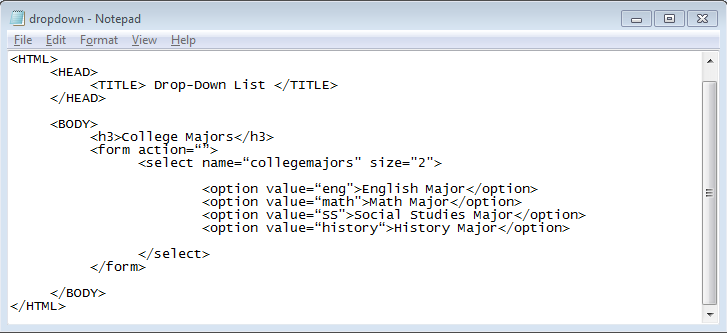 dropdown - Notepad
File Edit Format View Help
<HTML>
<HEAD>
<TITLE> Drop-Down List </TITLE>
</HEAD>
<BODY>
<h3>College Majors</h3>
<form action=“”>
<select name=“collegemajors" size="2">
<option value=“eng">English Major</option>
<option value=“math">Math Major</option>
<option value=“SS">Social Studies Major</option>
<option value=“history“>History Major</option>
</select>
</form>
</BODY>
</HTML>